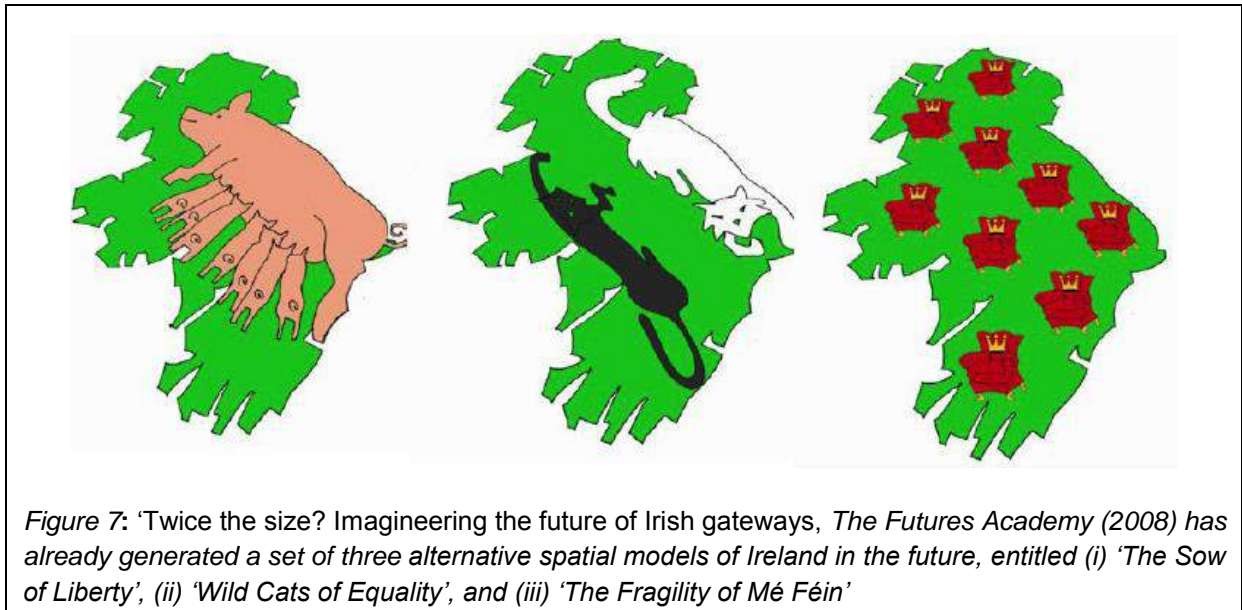 Figure 7: ‘Twice the size? Imagineering the future of Irish gateways, The Futures Academy (2008) has
already generated a set of three alternative spatial models of Ireland in the future, entitled (i) ‘The Sow
of Liberty’, (ii) ‘Wild Cats of Equality’, and (iii) ‘The Fragility of Mé Féin’